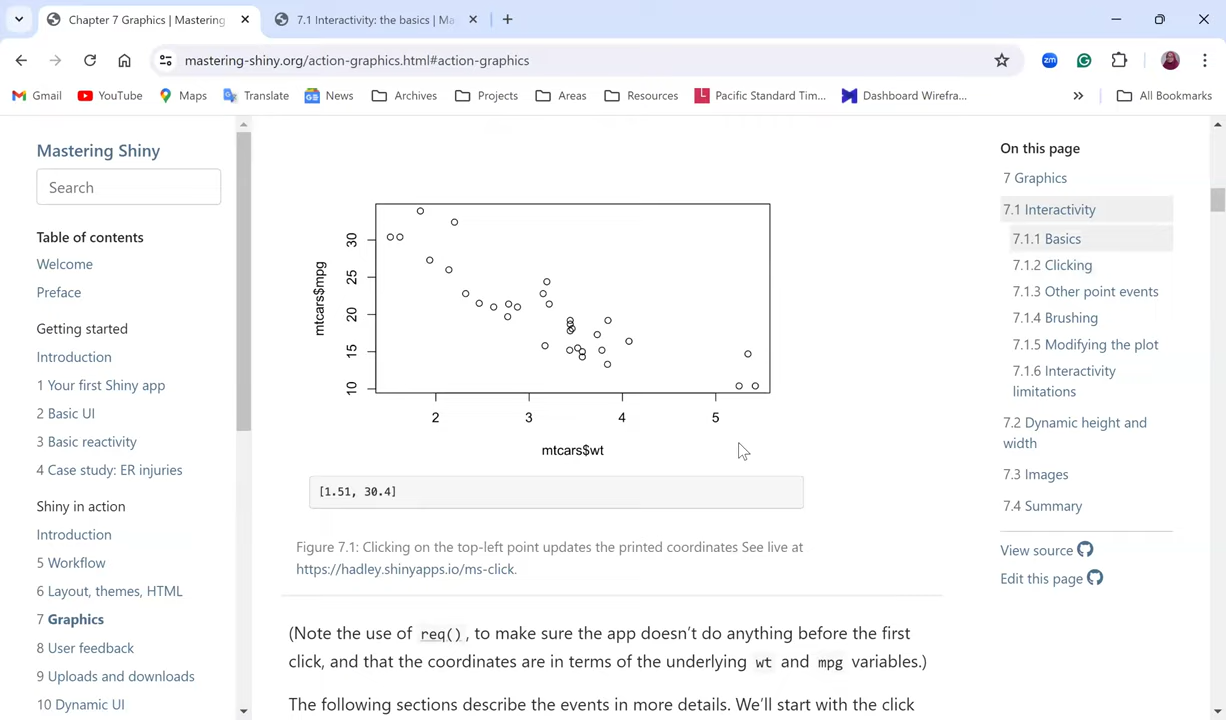 Chapter 7 Graphics | Mastering
7.1 Interactivity: the basics | Ma
mastering-shiny.org/action-graphics.html#action-graphics
zm
Gmail
YouTube
Maps
Translate
News
Archives
Projects
Areas
Resources
Pacific Standard Tim...
Dashboard Wirefra...
All Bookmarks
Mastering Shiny
Search
Table of contents
Welcome
Preface
Getting started
Introduction
1 Your first Shiny app
2 Basic UI
3 Basic reactivity
4 Case study: ER injuries
Shiny in action
Introduction
5 Workflow
6 Layout, themes, HTML
7 Graphics
8 User feedback
9 Uploads and downloads
10 Dynamic UI
mtcars$mpg
30
25
20
15
10
2 3 4 5
mtcars$wt
[1.51, 30.4]
Figure 7.1: Clicking on the top-left point updates the printed coordinates See live at
https://hadley.shinyapps.io/ms-click.
(Note the use of req(), to make sure the app doesn’t do anything before the first
click, and that the coordinates are in terms of the underlying wt and mpg variables.)
The following sections describe the events in more details. We’ll start with the click
On this page
7 Graphics
7.1 Interactivity
7.1.1 Basics
7.1.2 Clicking
7.1.3 Other point events
7.1.4 Brushing
7.1.5 Modifying the plot
7.1.6 Interactivity
limitations
7.2 Dynamic height and
width
7.3 Images
7.4 Summary
View source
Edit this page